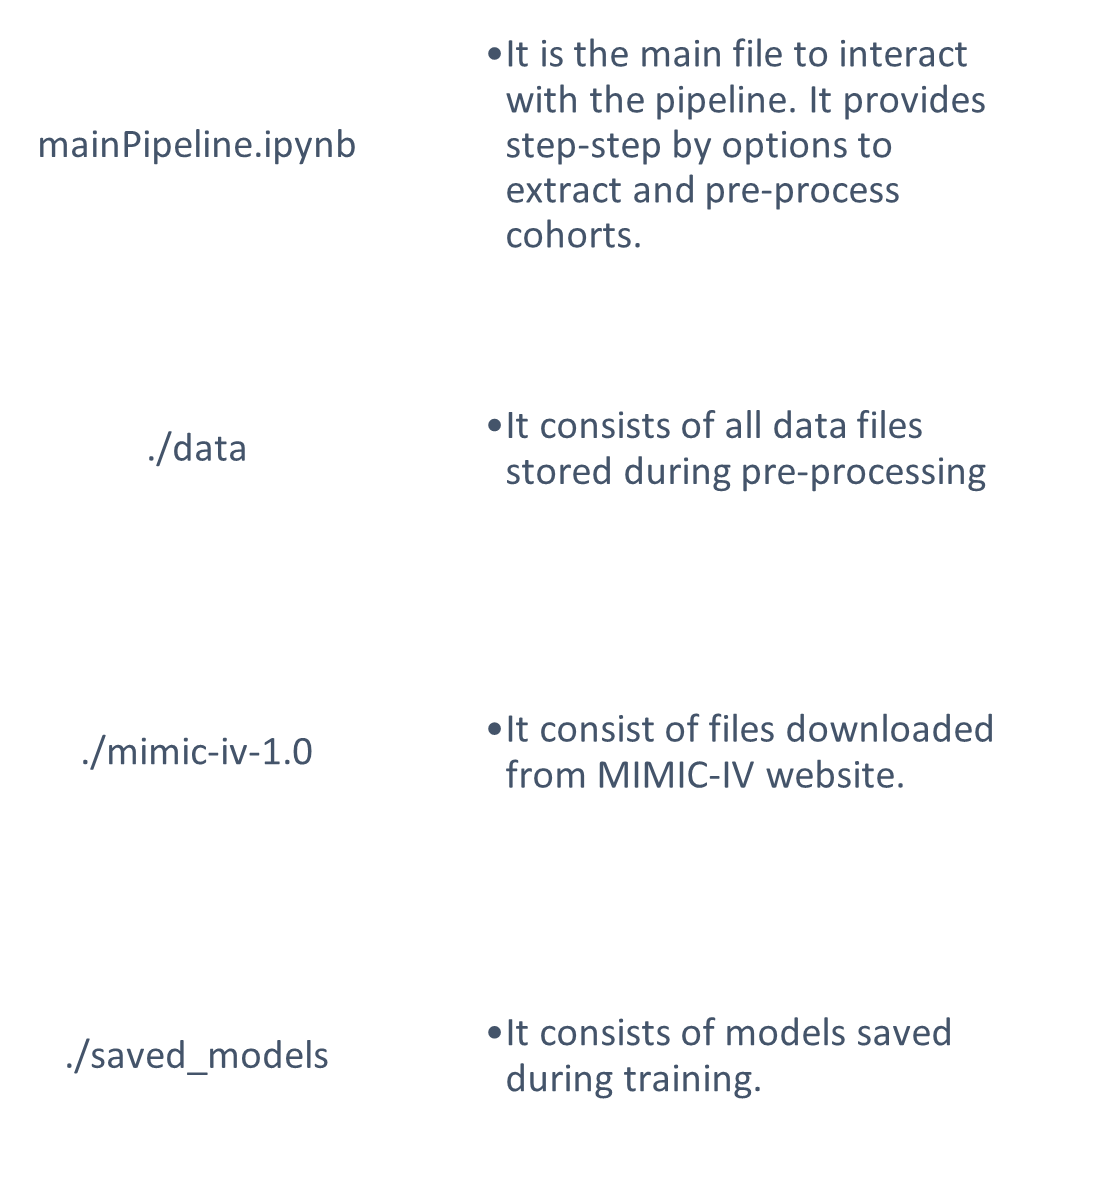 mainPipeline.ipynb
•It is the main file to interact
with the pipeline. It provides
step-step by options to
extract and pre-process
cohorts.
./data
•It consists of all data files
stored during pre-processing
./mimic-iv-1.0
•It consist of files downloaded
from MIMIC-IV website.
./saved_models
•It consists of models saved
during training.